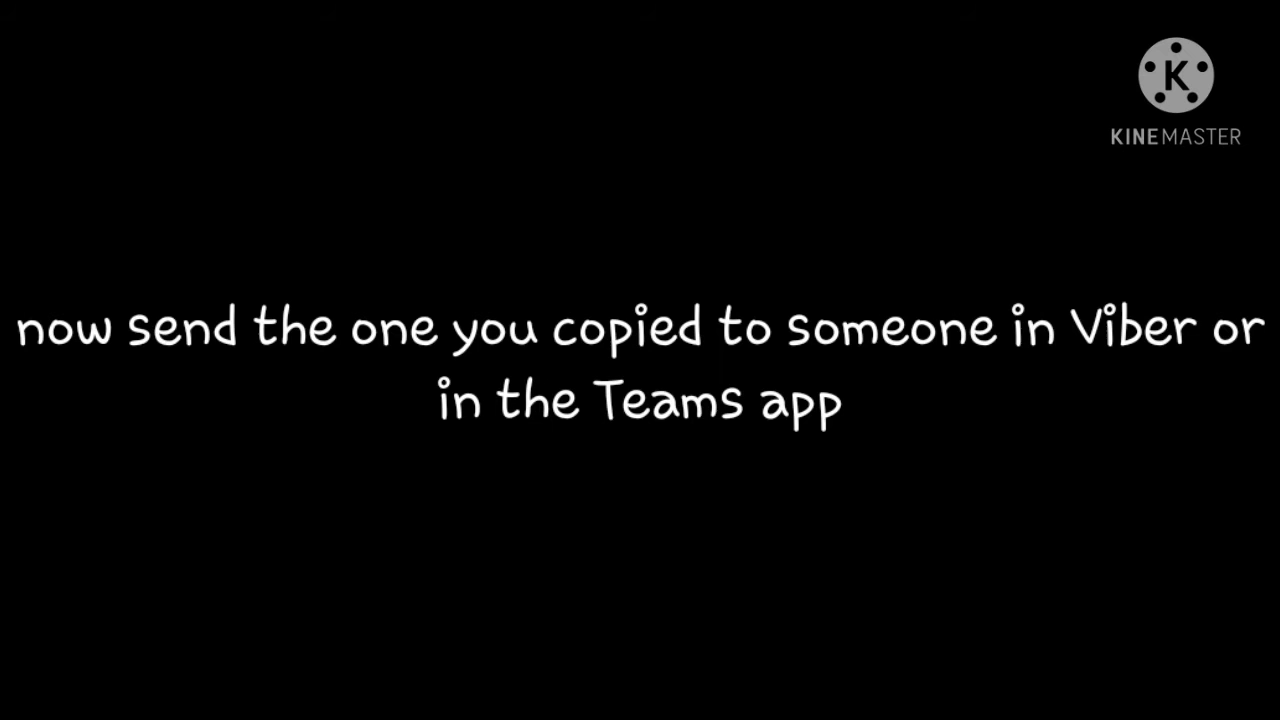 K
KINEMASTER
now send the one you copied to someone in Viber or
in the Teams app